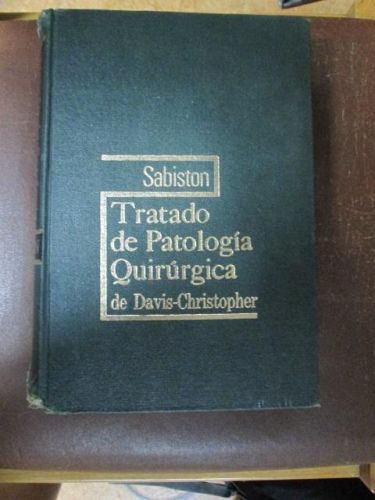 Sabiston
Tratado
de Patología
Quirúrgica
de Davis-Christopher